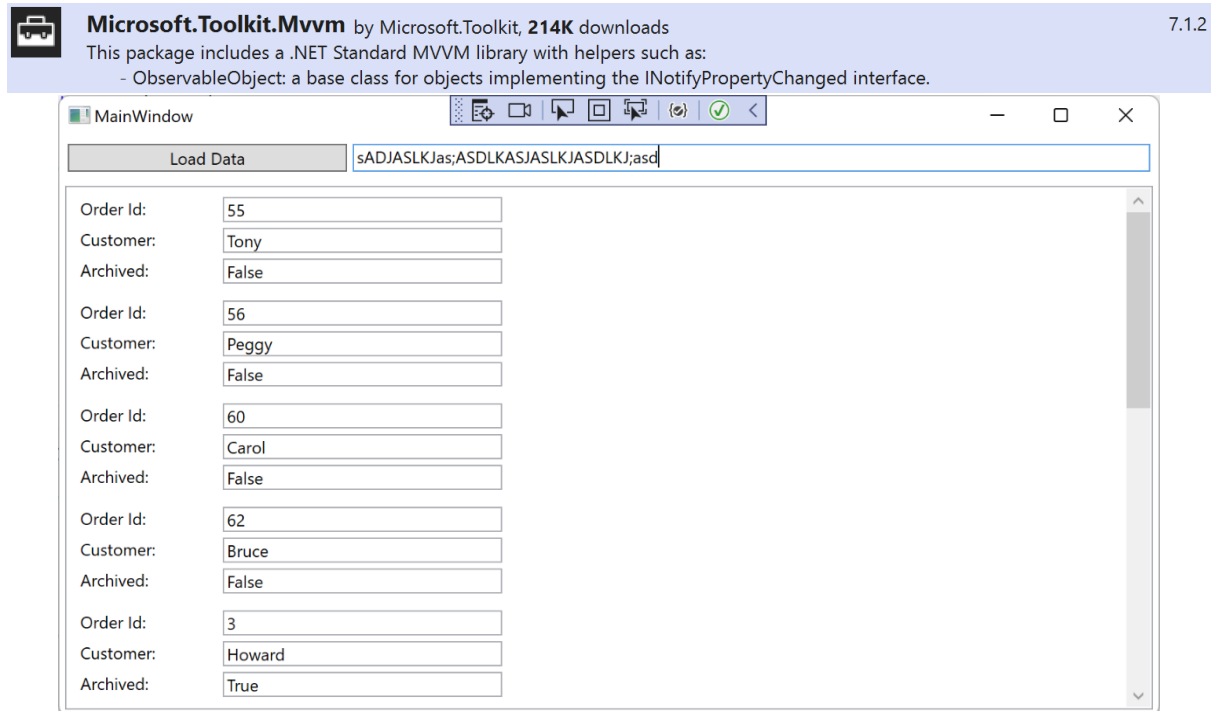 Microsoft.Toolkit.Mvvm by Microsoft.Toolkit, 214K downloads 7.1.2
This package includes a .NET Standard MVVM library with helpers such as:
- ObservableObject: a base class for objects implementing the INotifyPropertyChanged interface.
MainWindow
Load Data sADJASLKJas;ASDLKASJASLKJASDLKJ;asd
Order Id: 55
Customer: Tony
Archived: False
Order Id: 56
Customer: Peggy
Archived: False
Order Id: 60
Customer: Carol
Archived: False
Order Id: 62
Customer: Bruce
Archived: False
Order Id: 3
Customer: Howard
Archived: True